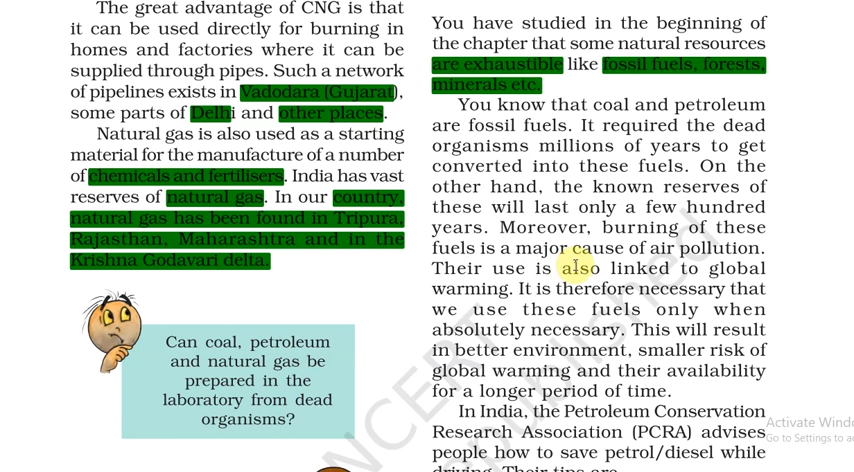 The great advantage of CNG is that
it can be used directly for burning in
homes and factories where it can be
supplied through pipes. Such a network
of pipelines exists in Vadodara (Gujarat),
some parts of Delhi and other places.
Natural gas is also used as a starting
material for the manufacture of a number
of chemicals and fertilisers. India has vast
reserves of natural gas. In our country,
natural gas has been found in Tripura,
Rajasthan, Maharashtra and in the
Krishna Godavari delta.
Can coal, petroleum
and natural gas be
prepared in the
laboratory from dead
organisms?
You have studied in the beginning of
the chapter that some natural resources
are exhaustible like fossil fuels, forests,
minerals etc.
You know that coal and petroleum
are fossil fuels. It required the dead
organisms millions of years to get
converted into these fuels. On the
other hand, the known reserves of
these will last only a few hundred
years. Moreover, burning of these
fuels is a major cause of air pollution.
Their use is also linked to global
warming. It is therefore necessary that
we use these fuels only when
absolutely necessary. This will result
in better environment, smaller risk of
global warming and their availability
for a longer period of time.
In India, the Petroleum Conservation
Research Association (PCRA) advises
people how to save petrol/diesel while
driving. Their tips are
NCERT
republished
Activate Windo
Go to Settings to a